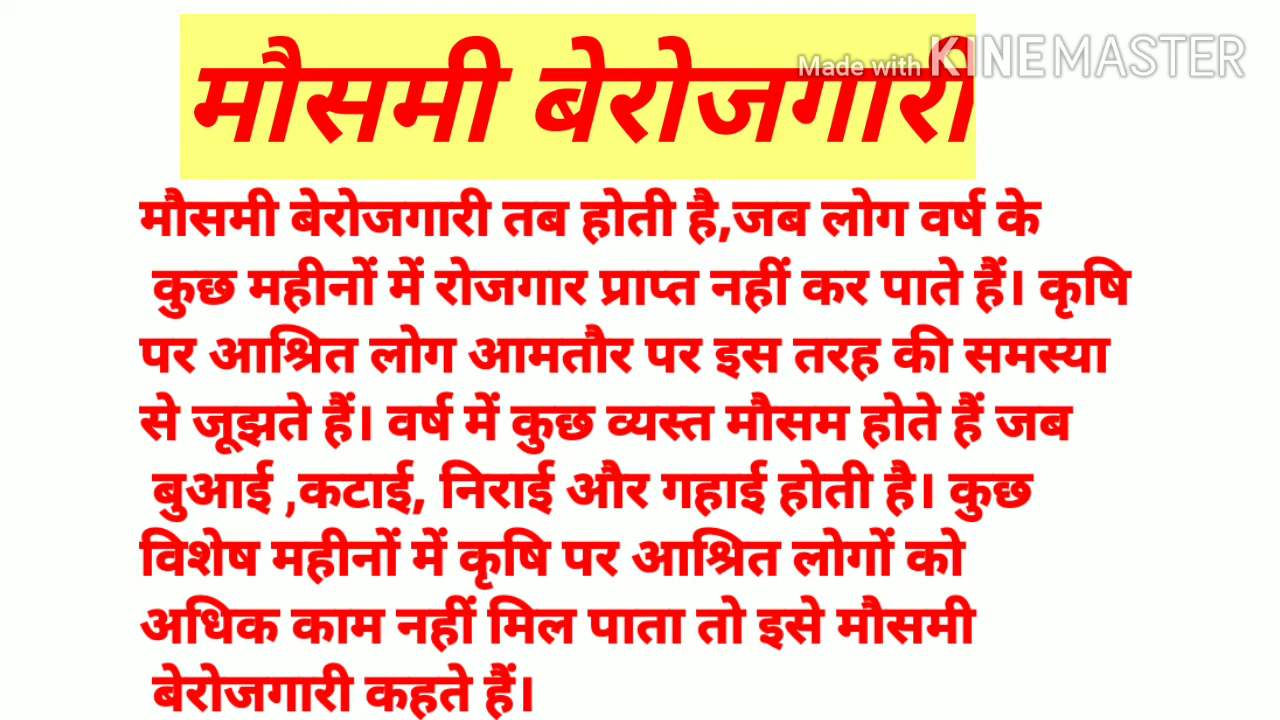 मौसमी बेरोजगारी
Made with KINEMASTER
मौसमी बेरोजगारी तब होती है,जब लोग वर्ष के
कुछ महीनों में रोजगार प्राप्त नहीं कर पाते हैं। कृषि
पर आश्रित लोग आमतौर पर इस तरह की समस्या
से जूझते हैं। वर्ष में कुछ व्यस्त मौसम होते हैं जब
बुआई ,कटाई, निराई और गहाई होती है। कुछ
विशेष महीनों में कृषि पर आश्रित लोगों को
अधिक काम नहीं मिल पाता तो इसे मौसमी
बेरोजगारी कहते हैं।